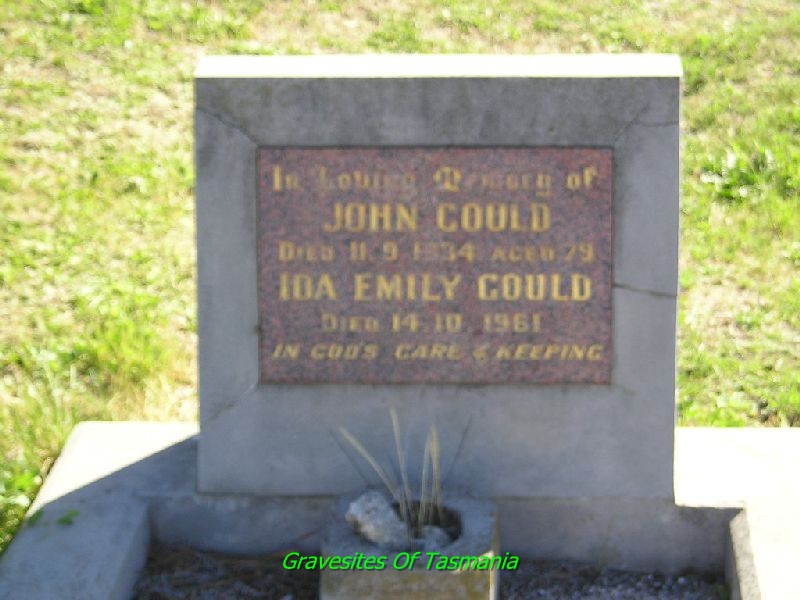 In Loving Memory of
JOHN GOULD
DIED 11. 9. 1934 AGED 79
IDA EMILY GOULD
DIED 14. 10. 1961
IN GOD'S CARE & KEEPING
Gravesites Of Tasmania